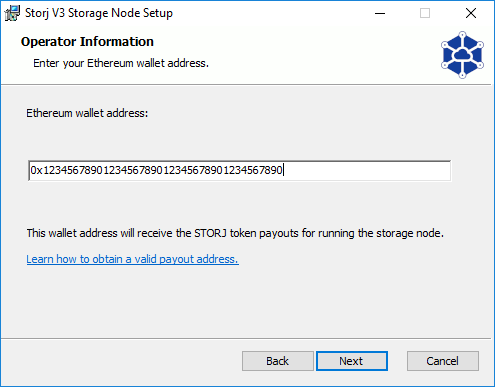 Storj V3 Storage Node Setup
Operator Information
Enter your Ethereum wallet address.
Ethereum wallet address:
0x1234567890123456789012345678901234567890
This wallet address will receive the STORJ token payouts for running the storage node.
Learn how to obtain a valid payout address.
Back
Next
Cancel